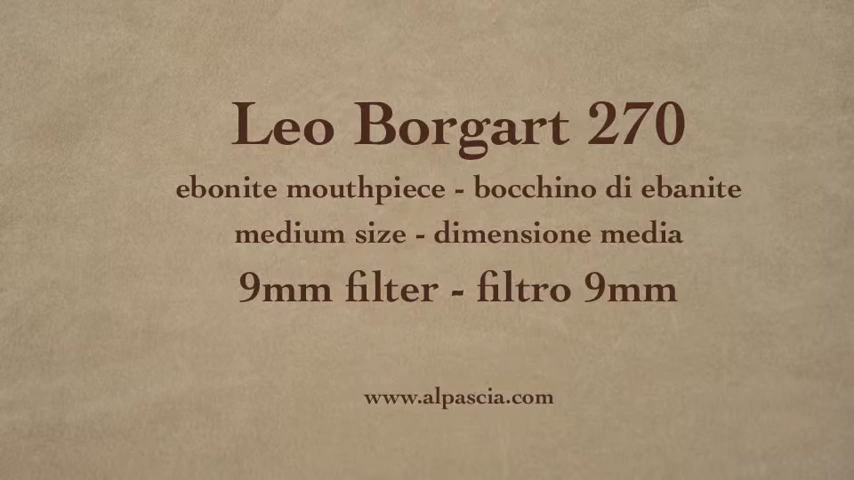 Leo Borgart 270
ebonite mouthpiece - bocchino di ebanite
medium size - dimensione media
9mm filter - filtro 9mm
www.alpascia.com